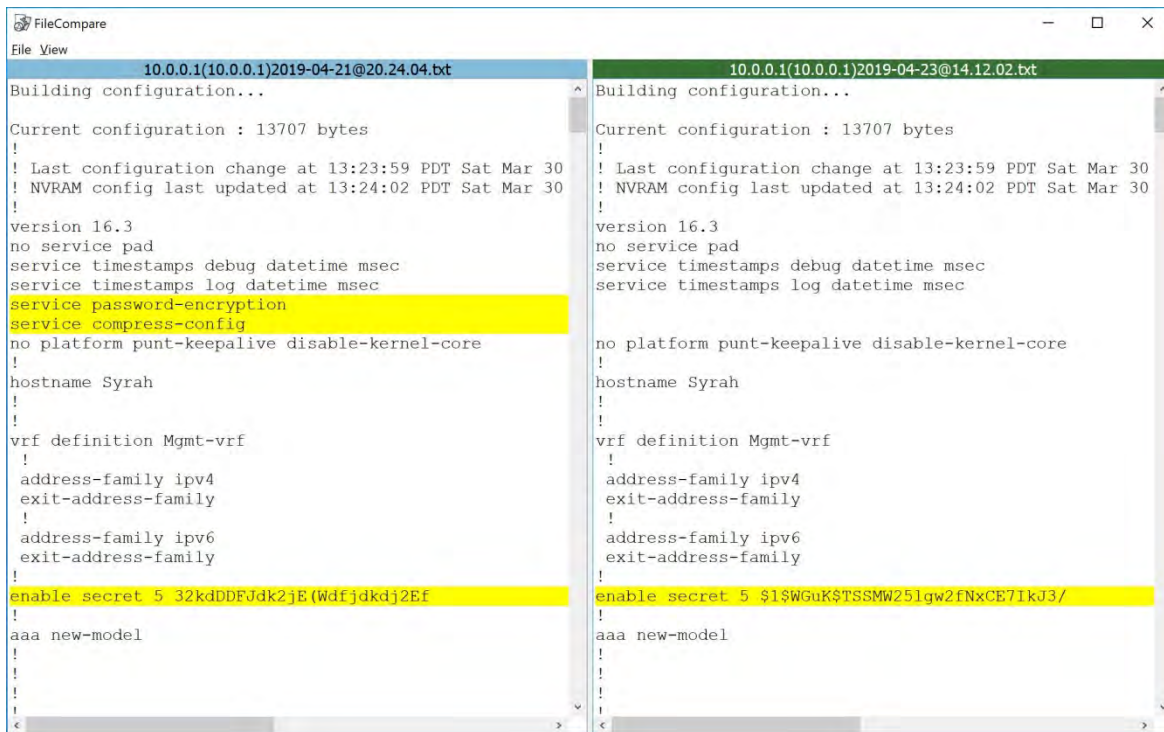 FileCompare
File View
10.0.0.1(10.0.0.1)2019-04-21@20.24.04.txt
Building configuration...
Current configuration : 13707 bytes
!
! Last configuration change at 13:23:59 PDT Sat Mar 30
! NVRAM config last updated at 13:24:02 PDT Sat Mar 30
!
version 16.3
no service pad
service timestamps debug datetime msec
service timestamps log datetime msec
service password-encryption
service compress-config
no platform punt-keepalive disable-kernel-core
!
hostname Syrah
!
!
vrf definition Mgmt-vrf
!
address-family ipv4
exit-address-family
!
address-family ipv6
exit-address-family
!
enable secret 5 32kdDDFJdk2jE(Wdfjdkdj2Ef
!
aaa new-model
!
!
!
!
10.0.0.1(10.0.0.1)2019-04-23@14.12.02.txt
Building configuration...
Current configuration : 13707 bytes
!
! Last configuration change at 13:23:59 PDT Sat Mar 30
! NVRAM config last updated at 13:24:02 PDT Sat Mar 30
!
version 16.3
no service pad
service timestamps debug datetime msec
service timestamps log datetime msec
no platform punt-keepalive disable-kernel-core
!
hostname Syrah
!
!
vrf definition Mgmt-vrf
!
address-family ipv4
exit-address-family
!
address-family ipv6
exit-address-family
!
enable secret 5 $1$WGuK$TSSMW25lgw2fNxCE7IkJ3/
!
aaa new-model
!
!
!
!